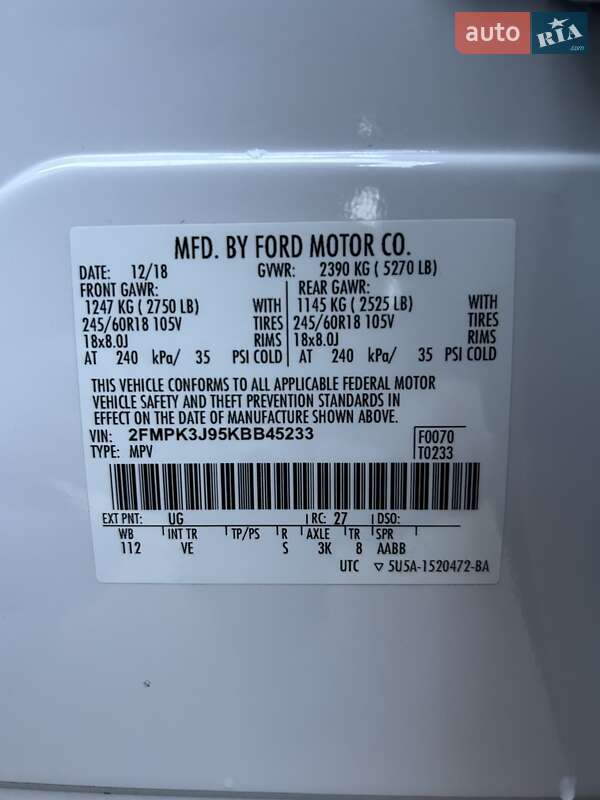 auto RIA .com
MFD. BY FORD MOTOR CO.
DATE: 12/18 GVWR: 2390 KG ( 5270 LB)
FRONT GAWR: REAR GAWR:
1247 KG ( 2750 LB) WITH 1145 KG ( 2525 LB) WITH
245/60R18 105V TIRES 245/60R18 105V TIRES
18x8.0J RIMS 18x8.0J RIMS
AT 240 kPa/ 35 PSI COLD AT 240 kPa/ 35 PSI COLD
THIS VEHICLE CONFORMS TO ALL APPLICABLE FEDERAL MOTOR
VEHICLE SAFETY AND THEFT PREVENTION STANDARDS IN
EFFECT ON THE DATE OF MANUFACTURE SHOWN ABOVE.
VIN: 2FMPK3J95KBB45233 F0070
TYPE: MPV T0233
EXT PNT: UG RC: 27 DSO:
WB INT TR TP/PS R AXLE TR SPR
112 VE S 3K 8 AABB
UTC ▽ 5U5A-1520472-BA